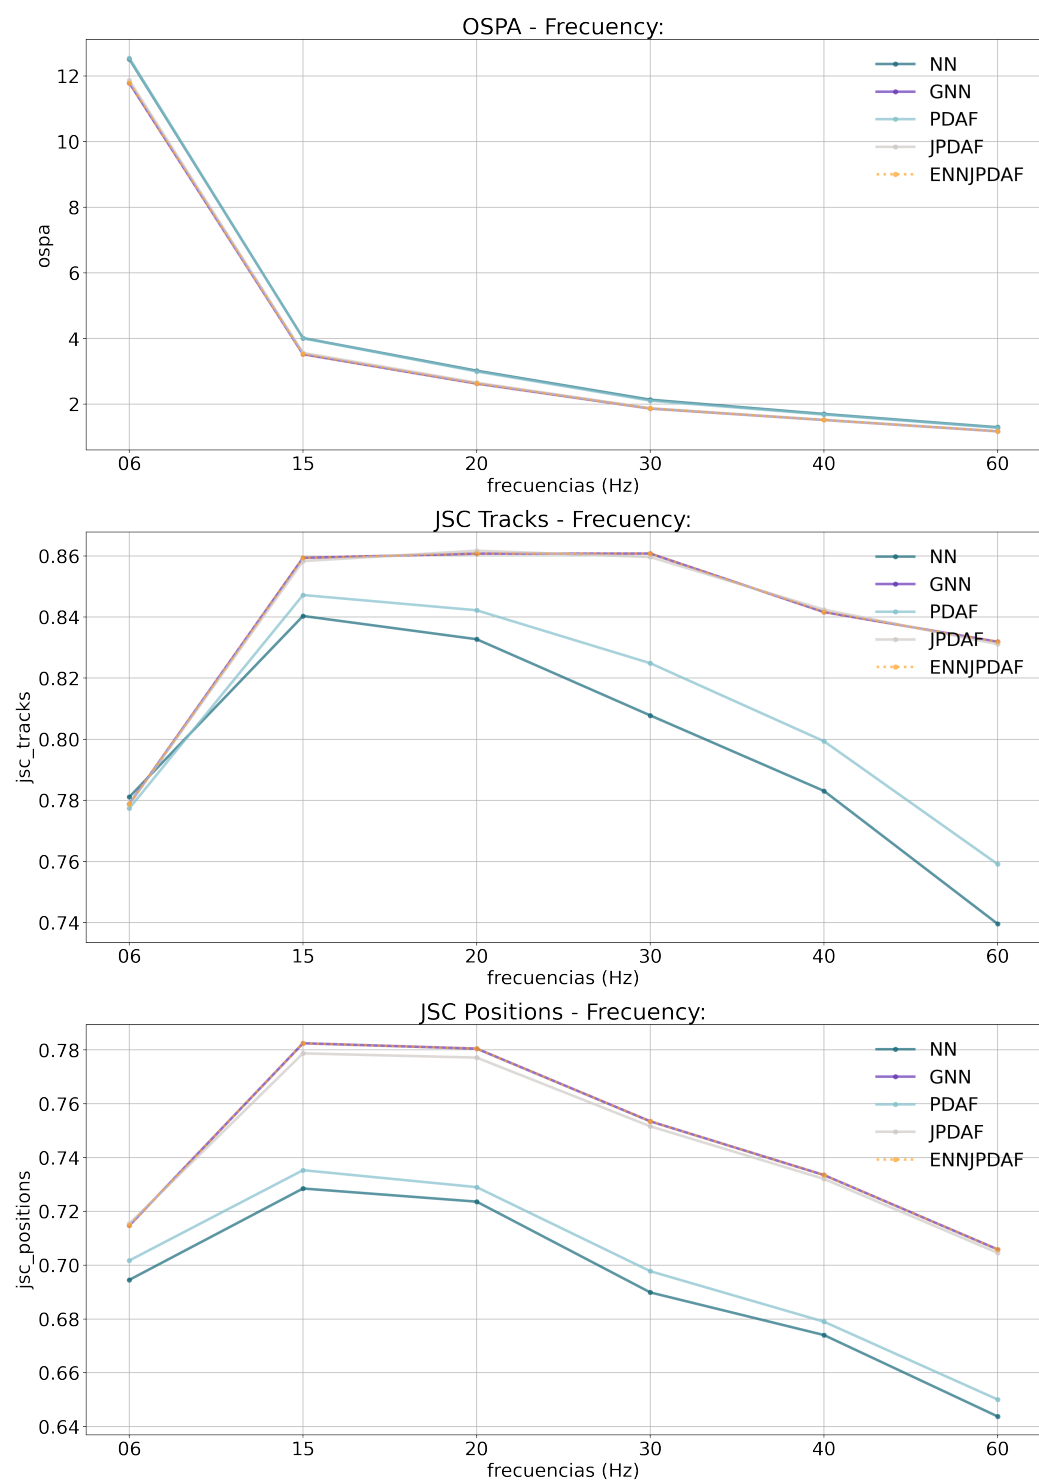 OSPA - Frecuency:
12
10
8
6
4
2
ospa
NN
GNN
PDAF
JPDAF
ENNJPDAF
06 15 20 30 40 60
frecuencias (Hz)
JSC Tracks - Frecuency:
0.86
0.84
0.82
0.80
0.78
0.76
0.74
jsc_tracks
NN
GNN
PDAF
JPDAF
ENNJPDAF
06 15 20 30 40 60
frecuencias (Hz)
JSC Positions - Frecuency:
0.78
0.76
0.74
0.72
0.70
0.68
0.66
0.64
jsc_positions
NN
GNN
PDAF
JPDAF
ENNJPDAF
06 15 20 30 40 60
frecuencias (Hz)